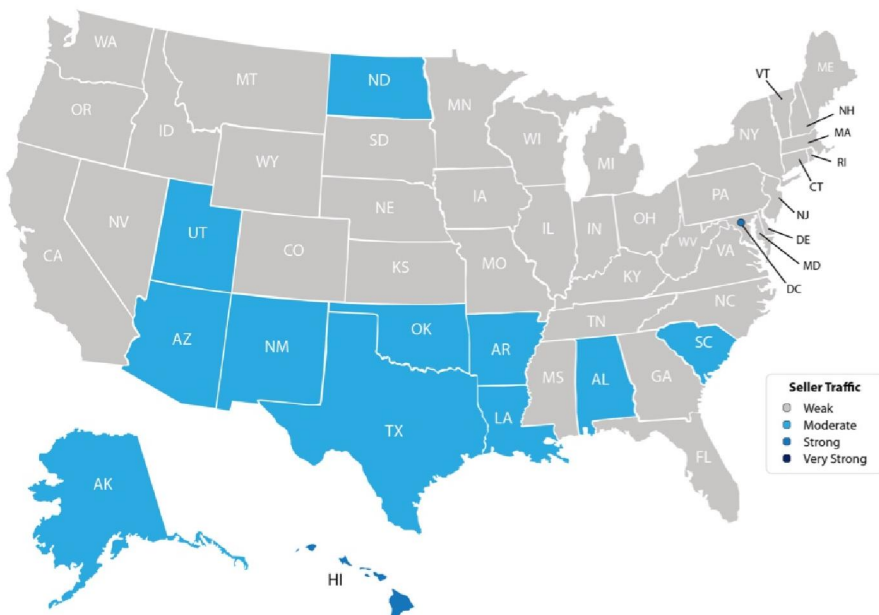 WA
MT
ND
MN
ME
VT
OR
ID
SD
WI
NY
NH
MA
WY
MI
RI
CT
IA
PA
NE
NJ
NV
UT
OH
IL
IN
DE
CO
WV
CA
VA
MD
KS
MO
KY
DC
NC
TN
OK
AZ
NM
AR
SC
MS
AL
GA
LA
TX
FL
AK
HI
Seller Traffic
Weak
Moderate
Strong
Very Strong